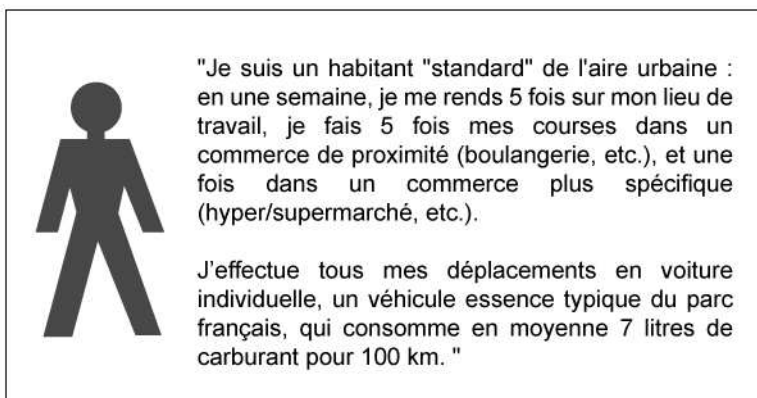 "Je suis un habitant "standard" de l'aire urbaine :
en une semaine, je me rends 5 fois sur mon lieu de
travail, je fais 5 fois mes courses dans un
commerce de proximité (boulangerie, etc.), et une
fois dans un commerce plus spécifique
(hyper/supermarché, etc.).
J'effectue tous mes déplacements en voiture
individuelle, un véhicule essence typique du parc
français, qui consomme en moyenne 7 litres de
carburant pour 100 km. "